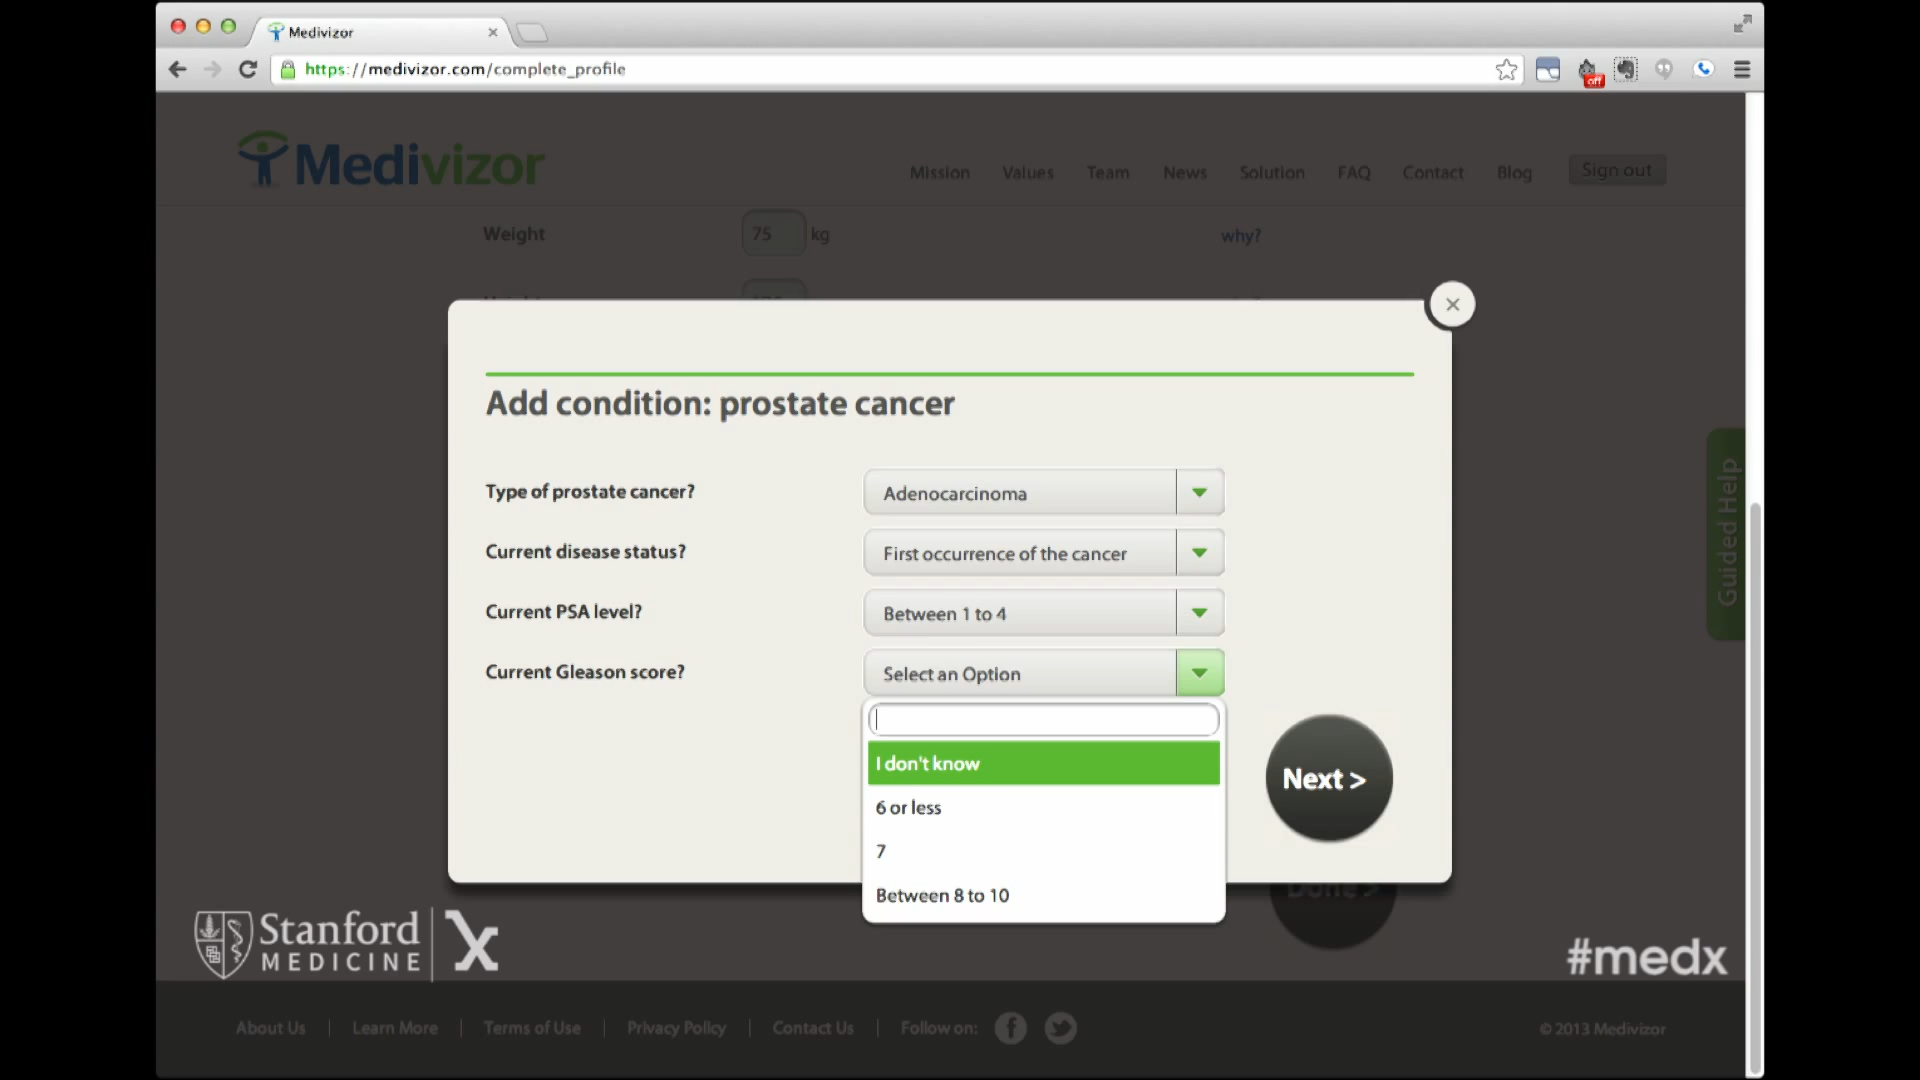 Medivizor
https://medivizor.com/complete_profile
off
Medivizor
Mission Values Team News Solution FAQ Contact Blog Sign out
Weight 75 kg why?
Add condition: prostate cancer
Type of prostate cancer? Adenocarcinoma
Current disease status? First occurrence of the cancer
Current PSA level? Between 1 to 4
Current Gleason score? Select an Option
I don't know
6 or less
7
Between 8 to 10
Next >
Done >
Guided Help
Stanford
MEDICINE
X
#medx
About Us | Learn More | Terms of Use | Privacy Policy | Contact Us | Follow on:
© 2013 Medivizor